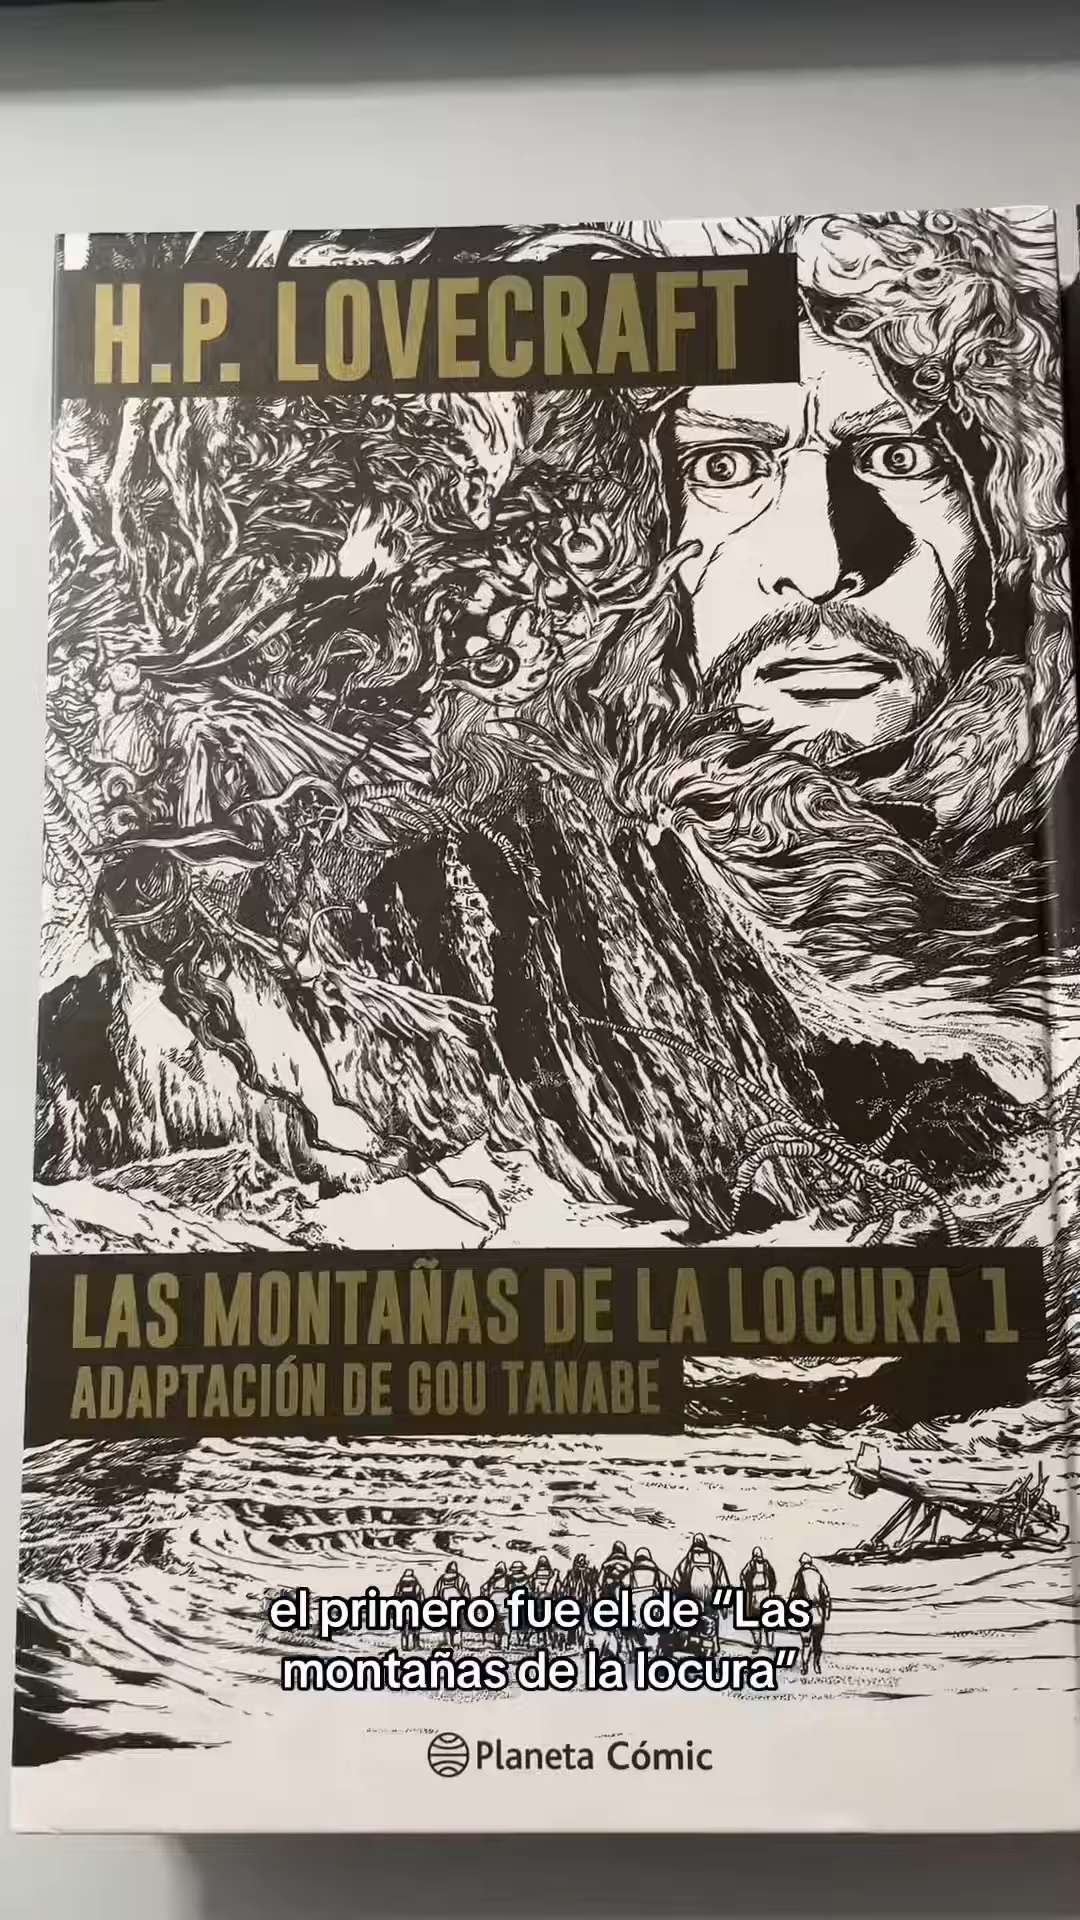 H.P. LOVECRAFT
LAS MONTAÑAS DE LA LOCURA 1
ADAPTACIÓN DE GOU TANABE
el primero fue el de "Las
montañas de la locura"
Planeta Cómic